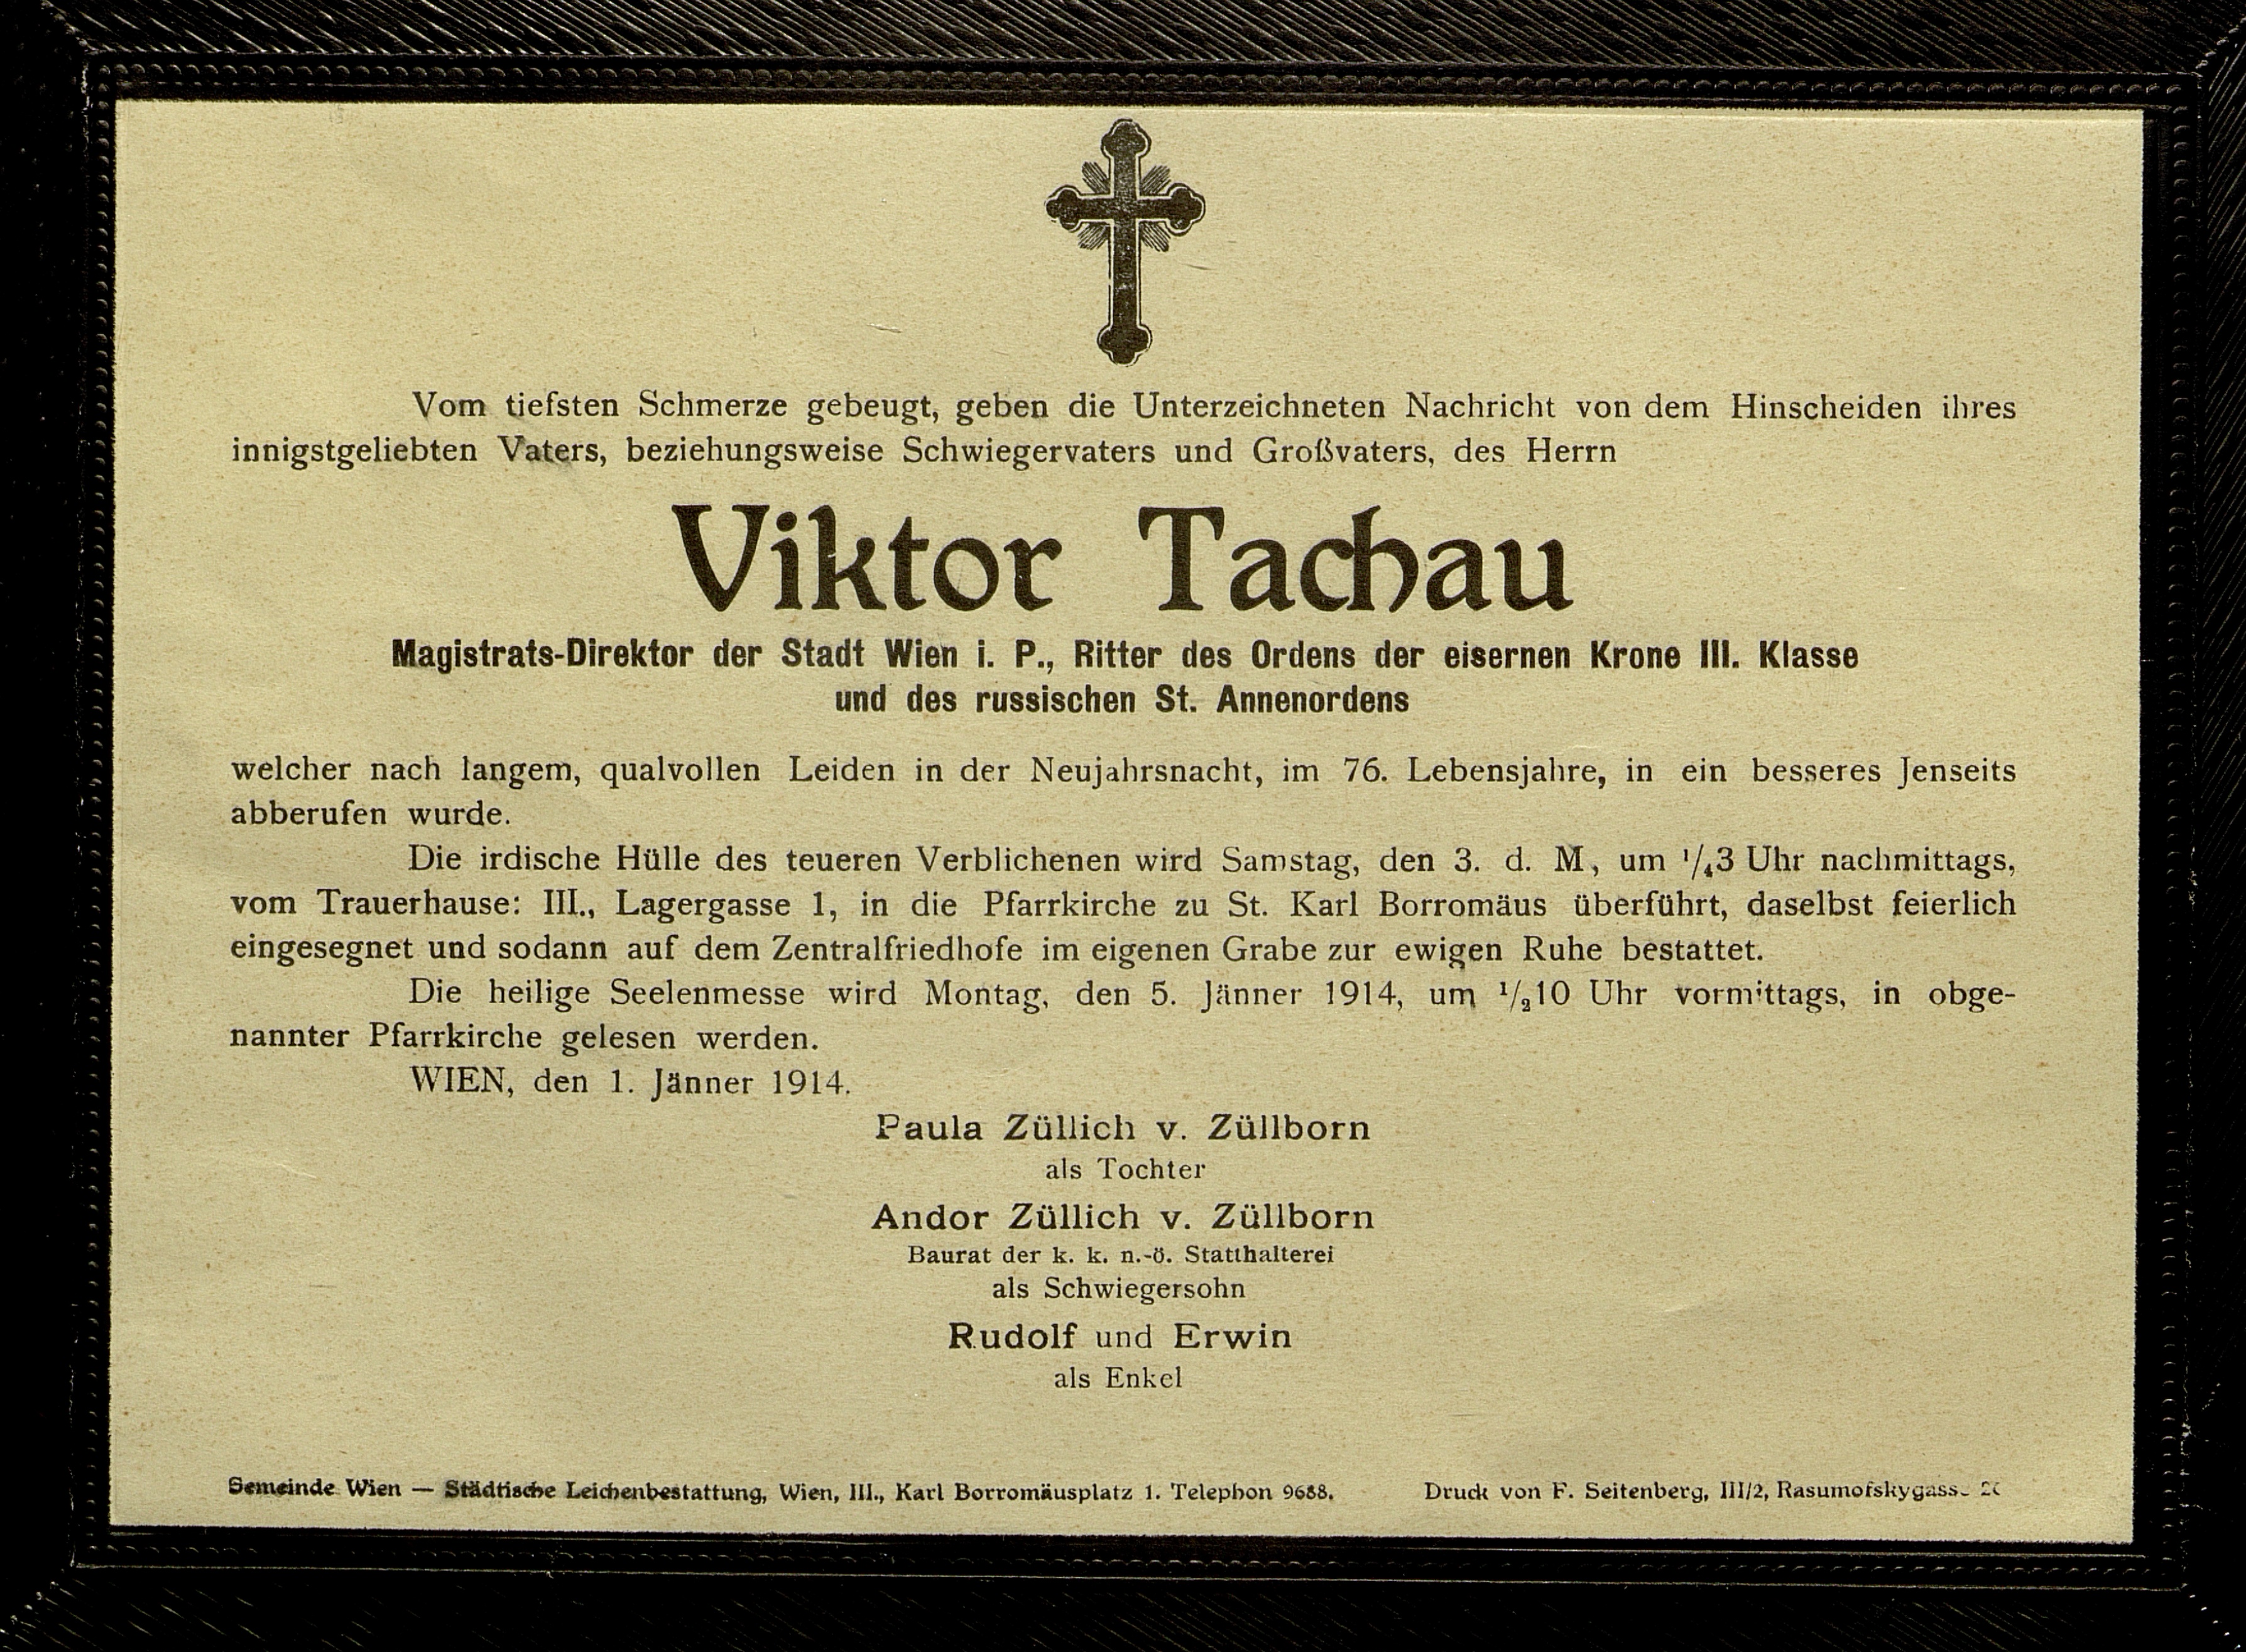 Vom tiefsten Schmerze gebeugt, geben die Unterzeichneten Nachricht von dem Hinscheiden ihres
innigstgeliebten Vaters, beziehungsweise Schwiegervaters und Großvaters, des Herrn
Viktor Tachau
Magistrats-Direktor der Stadt Wien i. P., Ritter des Ordens der eisernen Krone III. Klasse
und des russischen St. Annenordens
welcher nach langem, qualvollen Leiden in der Neujahrsnacht, im 76. Lebensjahre, in ein besseres Jenseits
abberufen wurde.
Die irdische Hülle des teueren Verblichenen wird Samstag, den 3. d. M, um 1/43 Uhr nachmittags,
vom Trauerhause: III., Lagergasse 1, in die Pfarrkirche zu St. Karl Borromäus überführt, daselbst feierlich
eingesegnet und sodann auf dem Zentralfriedhofe im eigenen Grabe zur ewigen Ruhe bestattet.
Die heilige Seelenmesse wird Montag, den 5. Jänner 1914, um 1/210 Uhr vormittags, in obge-
nannter Pfarrkirche gelesen werden.
WIEN, den 1. Jänner 1914.
Paula Züllich v. Züllborn
als Tochter
Andor Züllich v. Züllborn
Baurat der k. k. n.-ö. Statthalterei
als Schwiegersohn
Rudolf und Erwin
als Enkel
Gemeinde Wien — Städtische Leichenbestattung, Wien, III., Karl Borromäusplatz 1. Telephon 9688.
Druck von F. Seitenberg, III/2, Rasumofskygasse